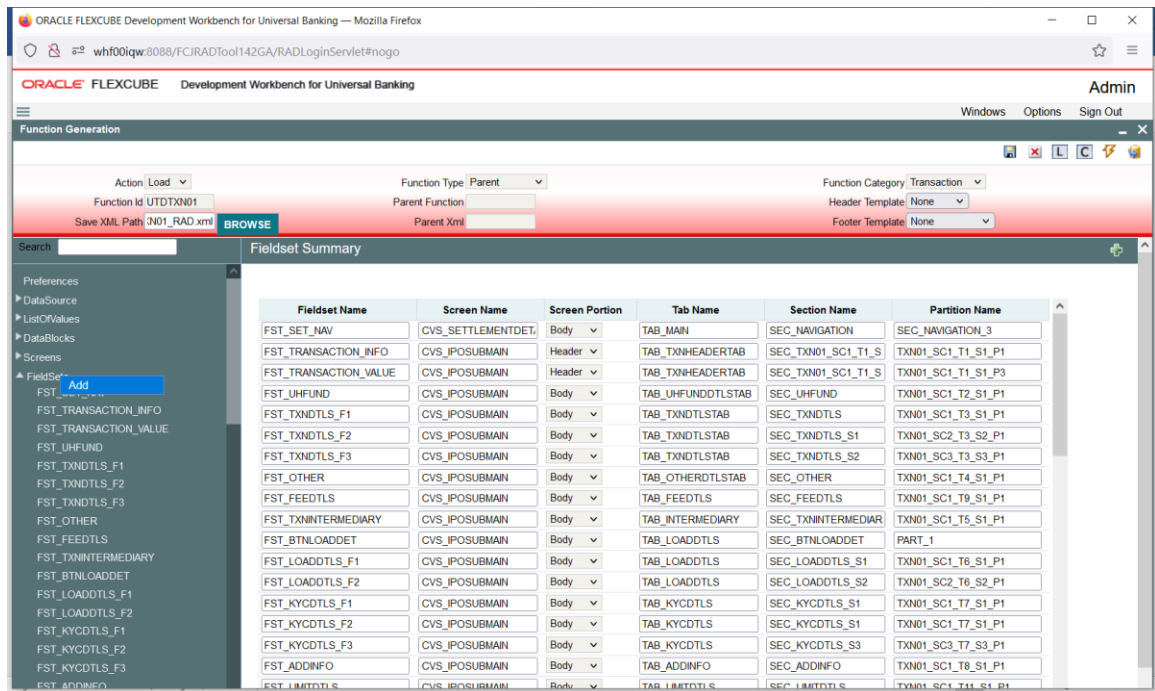 ORACLE FLEXCUBE Development Workbench for Universal Banking — Mozilla Firefox
whf00iqw:8088/FCJRADTool142GA/RADLoginServlet#nogo
ORACLE FLEXCUBE Development Workbench for Universal Banking Admin
Windows Options Sign Out
Function Generation
L C
Action Load Function Type Parent Function Category Transaction
Function Id UTDTXN01 Parent Function Header Template None
Save XML Path N01_RAD.xml BROWSE Parent Xml Footer Template None
Search Fieldset Summary
Preferences
DataSource
ListOfValues
DataBlocks
Screens
FieldSets
Add
FST_TRANSACTION_INFO
FST_TRANSACTION_VALUE
FST_UHFUND
FST_TXNDTLS_F1
FST_TXNDTLS_F2
FST_TXNDTLS_F3
FST_OTHER
FST_FEEDTLS
FST_TXNINTERMEDIARY
FST_BTNLOADDET
FST_LOADDTLS_F1
FST_LOADDTLS_F2
FST_KYCDTLS_F1
FST_KYCDTLS_F2
FST_KYCDTLS_F3
FST_ADDINFO
Fieldset Name Screen Name Screen Portion Tab Name Section Name Partition Name
FST_SET_NAV CVS_SETTLEMENTDET Body TAB_MAIN SEC_NAVIGATION SEC_NAVIGATION_3
FST_TRANSACTION_INFO CVS_IPOSUBMAIN Header TAB_TXNHEADERTAB SEC_TXN01_SC1_T1_S TXN01_SC1_T1_S1_P1
FST_TRANSACTION_VALUE CVS_IPOSUBMAIN Header TAB_TXNHEADERTAB SEC_TXN01_SC1_T1_S TXN01_SC1_T1_S1_P3
FST_UHFUND CVS_IPOSUBMAIN Body TAB_UHFUNDDTLSTAB SEC_UHFUND TXN01_SC1_T2_S1_P1
FST_TXNDTLS_F1 CVS_IPOSUBMAIN Body TAB_TXNDTLSTAB SEC_TXNDTLS TXN01_SC1_T3_S1_P1
FST_TXNDTLS_F2 CVS_IPOSUBMAIN Body TAB_TXNDTLSTAB SEC_TXNDTLS_S1 TXN01_SC2_T3_S2_P1
FST_TXNDTLS_F3 CVS_IPOSUBMAIN Body TAB_TXNDTLSTAB SEC_TXNDTLS_S2 TXN01_SC3_T3_S3_P1
FST_OTHER CVS_IPOSUBMAIN Body TAB_OTHERDTLSTAB SEC_OTHER TXN01_SC1_T4_S1_P1
FST_FEEDTLS CVS_IPOSUBMAIN Body TAB_FEEDTLS SEC_FEEDTLS TXN01_SC1_T9_S1_P1
FST_TXNINTERMEDIARY CVS_IPOSUBMAIN Body TAB_INTERMEDIARY SEC_TXNINTERMEDIAR TXN01_SC1_T5_S1_P1
FST_BTNLOADDET CVS_IPOSUBMAIN Body TAB_LOADDTLS SEC_BTNLOADDET PART_1
FST_LOADDTLS_F1 CVS_IPOSUBMAIN Body TAB_LOADDTLS SEC_LOADDTLS_S1 TXN01_SC1_T6_S1_P1
FST_LOADDTLS_F2 CVS_IPOSUBMAIN Body TAB_LOADDTLS SEC_LOADDTLS_S2 TXN01_SC2_T6_S2_P1
FST_KYCDTLS_F1 CVS_IPOSUBMAIN Body TAB_KYCDTLS SEC_KYCDTLS_S1 TXN01_SC1_T7_S1_P1
FST_KYCDTLS_F2 CVS_IPOSUBMAIN Body TAB_KYCDTLS SEC_KYCDTLS_S1 TXN01_SC1_T7_S1_P1
FST_KYCDTLS_F3 CVS_IPOSUBMAIN Body TAB_KYCDTLS SEC_KYCDTLS_S3 TXN01_SC3_T7_S3_P1
FST_ADDINFO CVS_IPOSUBMAIN Body TAB_ADDINFO SEC_ADDINFO TXN01_SC1_T8_S1_P1
FST_LIMITDTLS CVS_IPOSUBMAIN Body TAB_LIMITDTLS SEC_LIMITDTLS TXN01_SC1_T11_S1_P1